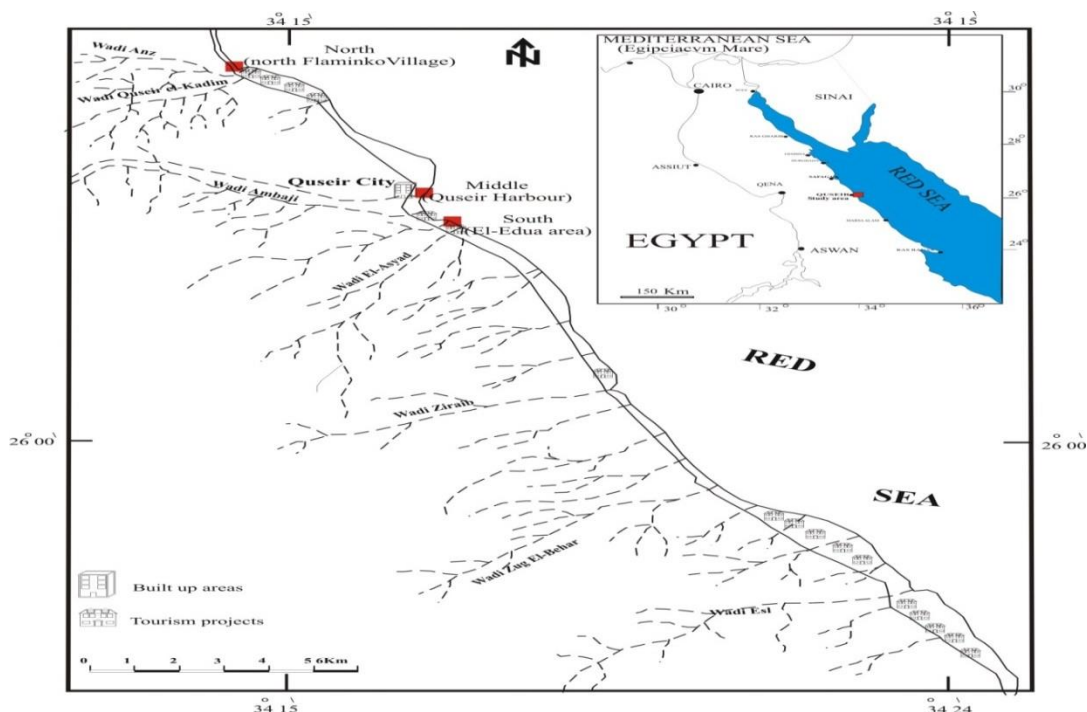 34° 15\
34° 15\
Wadi Anz
North
(north FlaminkoVillage)
Wadi Quseir el-Kadim
N
Quseir City
Middle
(Quseir Harbour)
Wadi Ambaji
South
(El-Edua area)
Wadi El-Asyad
MEDITERRANEAN SEA
(Egipciacvm Mare)
CAIRO
SINAI
30°
28°
ASSIUT
QENA
RED SEA
26°
Study area
24°
EGYPT
ASWAN
150 Km
30°
32°
34°
36°
RED
Wadi Ziraib
26° 00\
26° 00\
SEA
Wadi Zug El-Behar
Wadi Esl
Built up areas
Tourism projects
0 1 2 3 4 5 6Km
34° 15\
34° 24